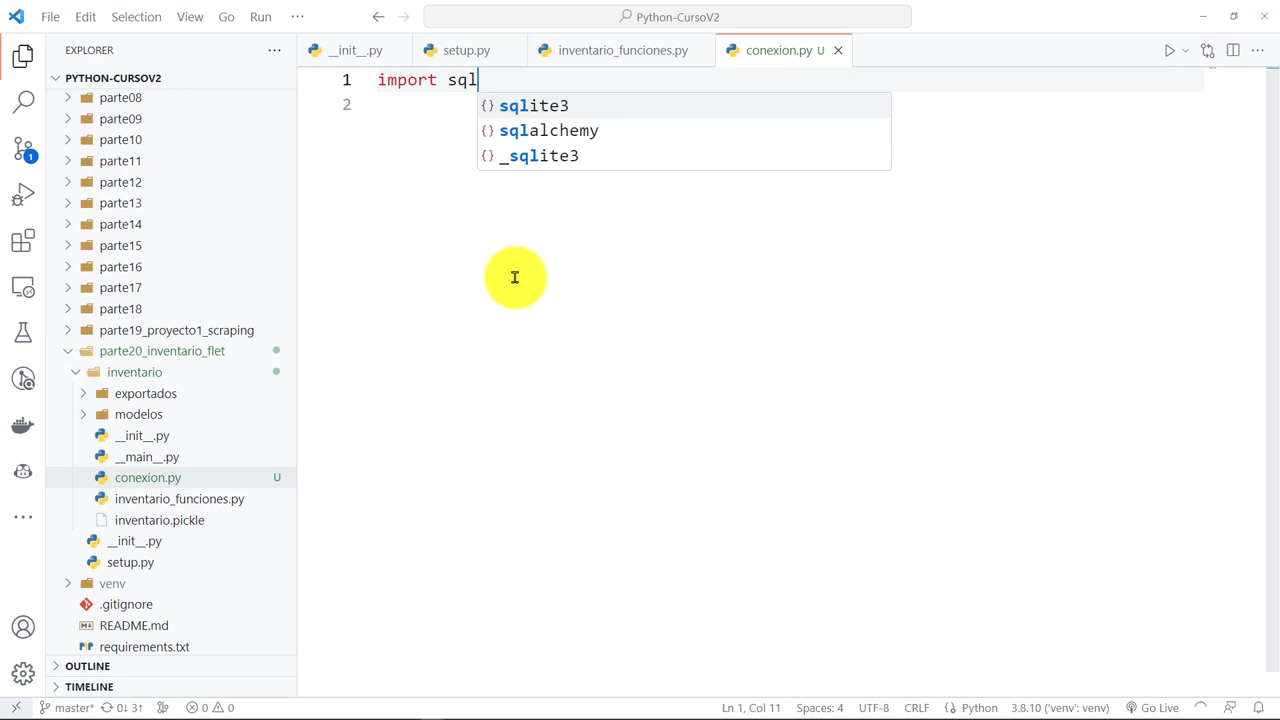 File Edit Selection View Go Run ··· Python-CursoV2
EXPLORER ···
PYTHON-CURSOV2
parte08
parte09
parte10
parte11
parte12
parte13
parte14
parte15
parte16
parte17
parte18
parte19_proyecto1_scraping
parte20_inventario_flet
inventario
exportados
modelos
__init__.py
__main__.py
conexion.py U
inventario_funciones.py
inventario.pickle
__init__.py
setup.py
venv
.gitignore
README.md
requirements.txt
OUTLINE
TIMELINE
1
__init__.py setup.py inventario_funciones.py conexion.py U
1 import sql
2
{} sqlite3
{} sqlalchemy
{} _sqlite3
master* 0↓ 3↑ 0 0 Ln 1, Col 11 Spaces: 4 UTF-8 CRLF Python 3.8.10 ('venv': venv) Go Live